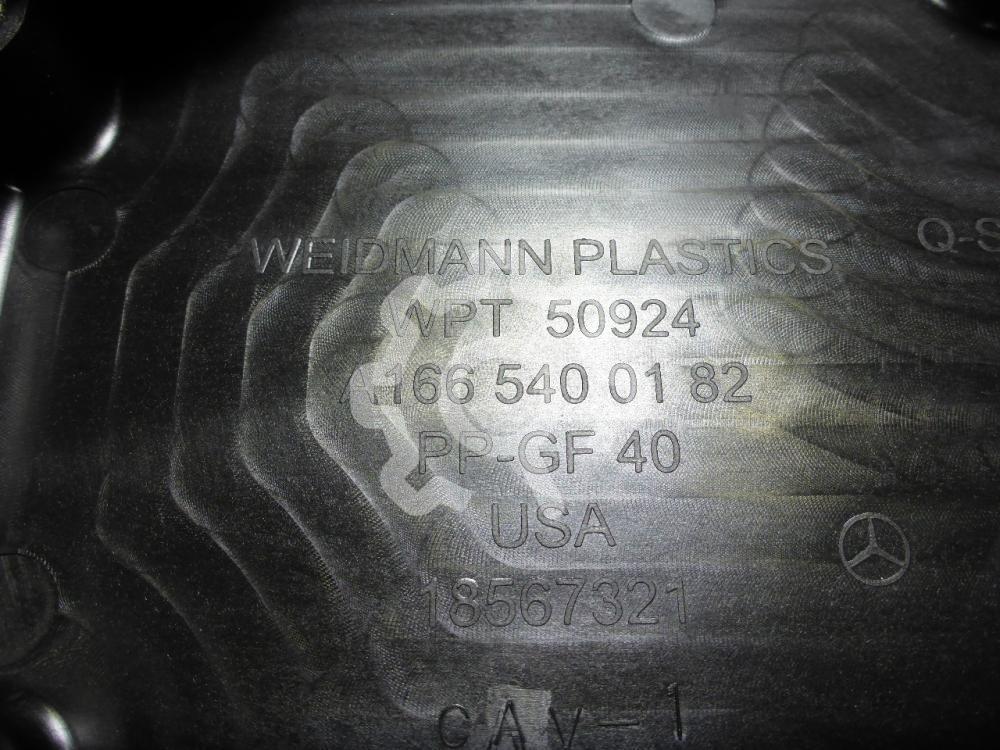 WEIDMANN PLASTICS
Q-S
WPT 50924
A166 540 01 82
PP-GF 40
USA
18567321
CAV-1